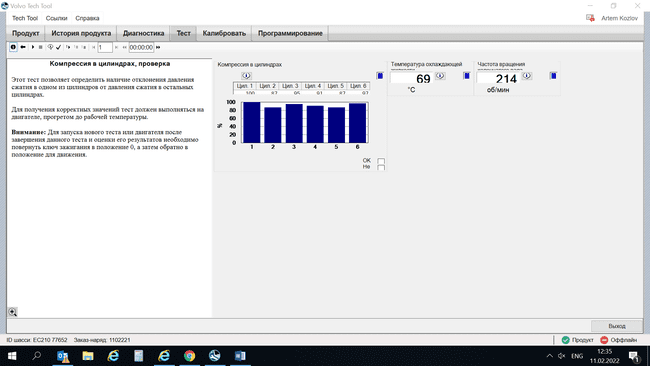 Volvo Tech Tool
Tech Tool Ссылки Справка
Artem Kozlov
Продукт История продукта Диагностика Тест Калибровать Программирование
1 00:00:00
Компрессия в цилиндрах, проверка
Этот тест позволяет определить наличие отклонения давления
сжатия в одном из цилиндров от давления сжатия в остальных
цилиндрах.
Для получения корректных значений тест должен выполняться на
двигателе, прогретом до рабочей температуры.
Внимание: Для запуска нового теста или двигателя после
завершения данного теста и оценки его результатов необходимо
повернуть ключ зажигания в положение 0, а затем обратно в
положение для движения.
Компрессия в цилиндрах
Цил. 1 Цил. 2 Цил. 3 Цил. 4 Цил. 5 Цил. 6
100
80
60
40
20
0
%
1 2 3 4 5 6
OK
Не
Температура охлаждающей
69
°C
Частота вращения
214
об/мин
Выход
ID шасси: EC210 77652 Заказ-наряд: 1102221
Продукт Оффлайн
ENG
12:35
11.02.2022